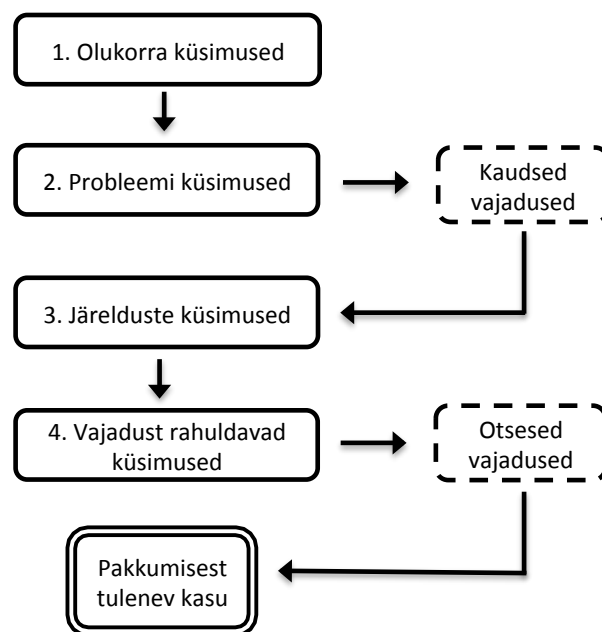 1. Olukorra küsimused
2. Probleemi küsimused
Kaudsed
vajadused
3. Järelduste küsimused
4. Vajadust rahuldavad
küsimused
Otsesed
vajadused
Pakkumisest
tulenev kasu